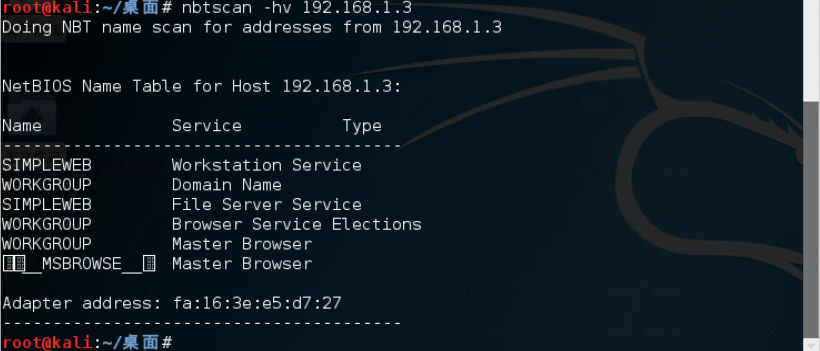 root@kali:~/桌面# nbtscan -hv 192.168.1.3
Doing NBT name scan for addresses from 192.168.1.3
NetBIOS Name Table for Host 192.168.1.3:
Name Service Type
----------------------------------------
SIMPLEWEB Workstation Service
WORKGROUP Domain Name
SIMPLEWEB File Server Service
WORKGROUP Browser Service Elections
WORKGROUP Master Browser
__MSBROWSE__ Master Browser
Adapter address: fa:16:3e:e5:d7:27
----------------------------------------
root@kali:~/桌面#